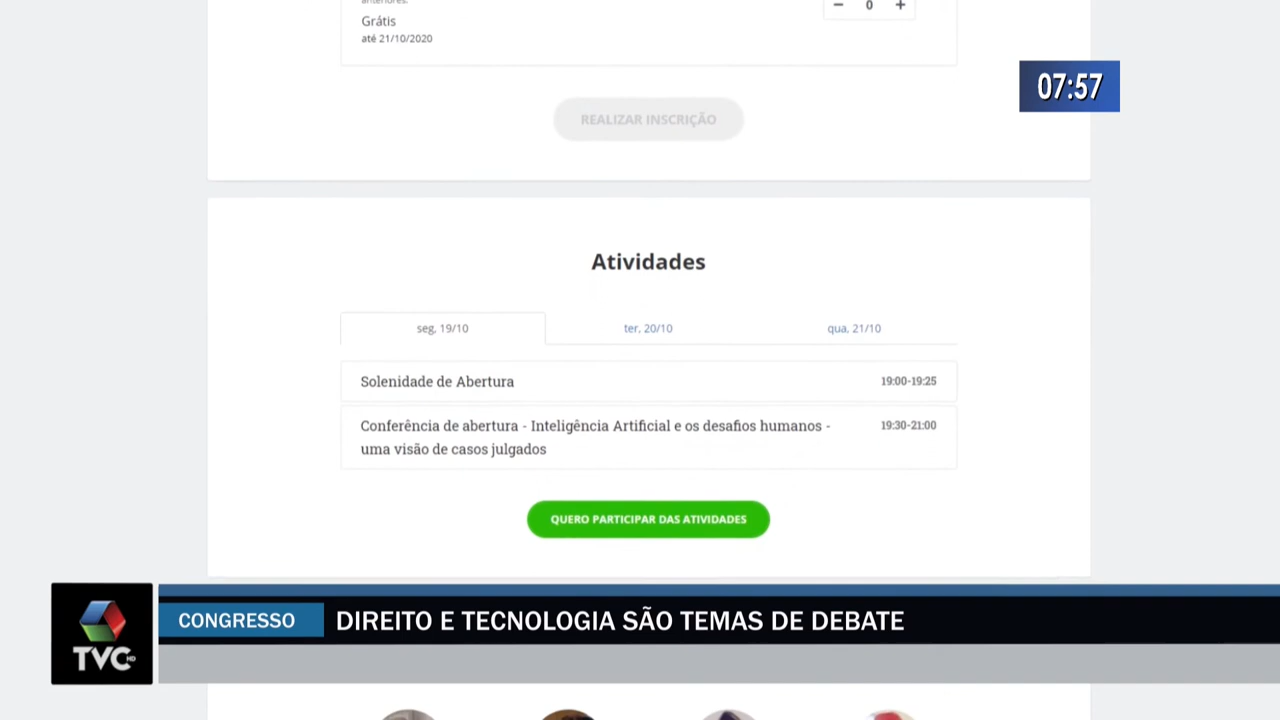 anteriores.
Grátis
até 21/10/2020
− 0 +
07:57
REALIZAR INSCRIÇÃO
Atividades
seg, 19/10 ter, 20/10 qua, 21/10
Solenidade de Abertura 19:00-19:25
Conferência de abertura - Inteligência Artificial e os desafios humanos - 19:30-21:00
uma visão de casos julgados
QUERO PARTICIPAR DAS ATIVIDADES
CONGRESSO DIREITO E TECNOLOGIA SÃO TEMAS DE DEBATE
TVC HD